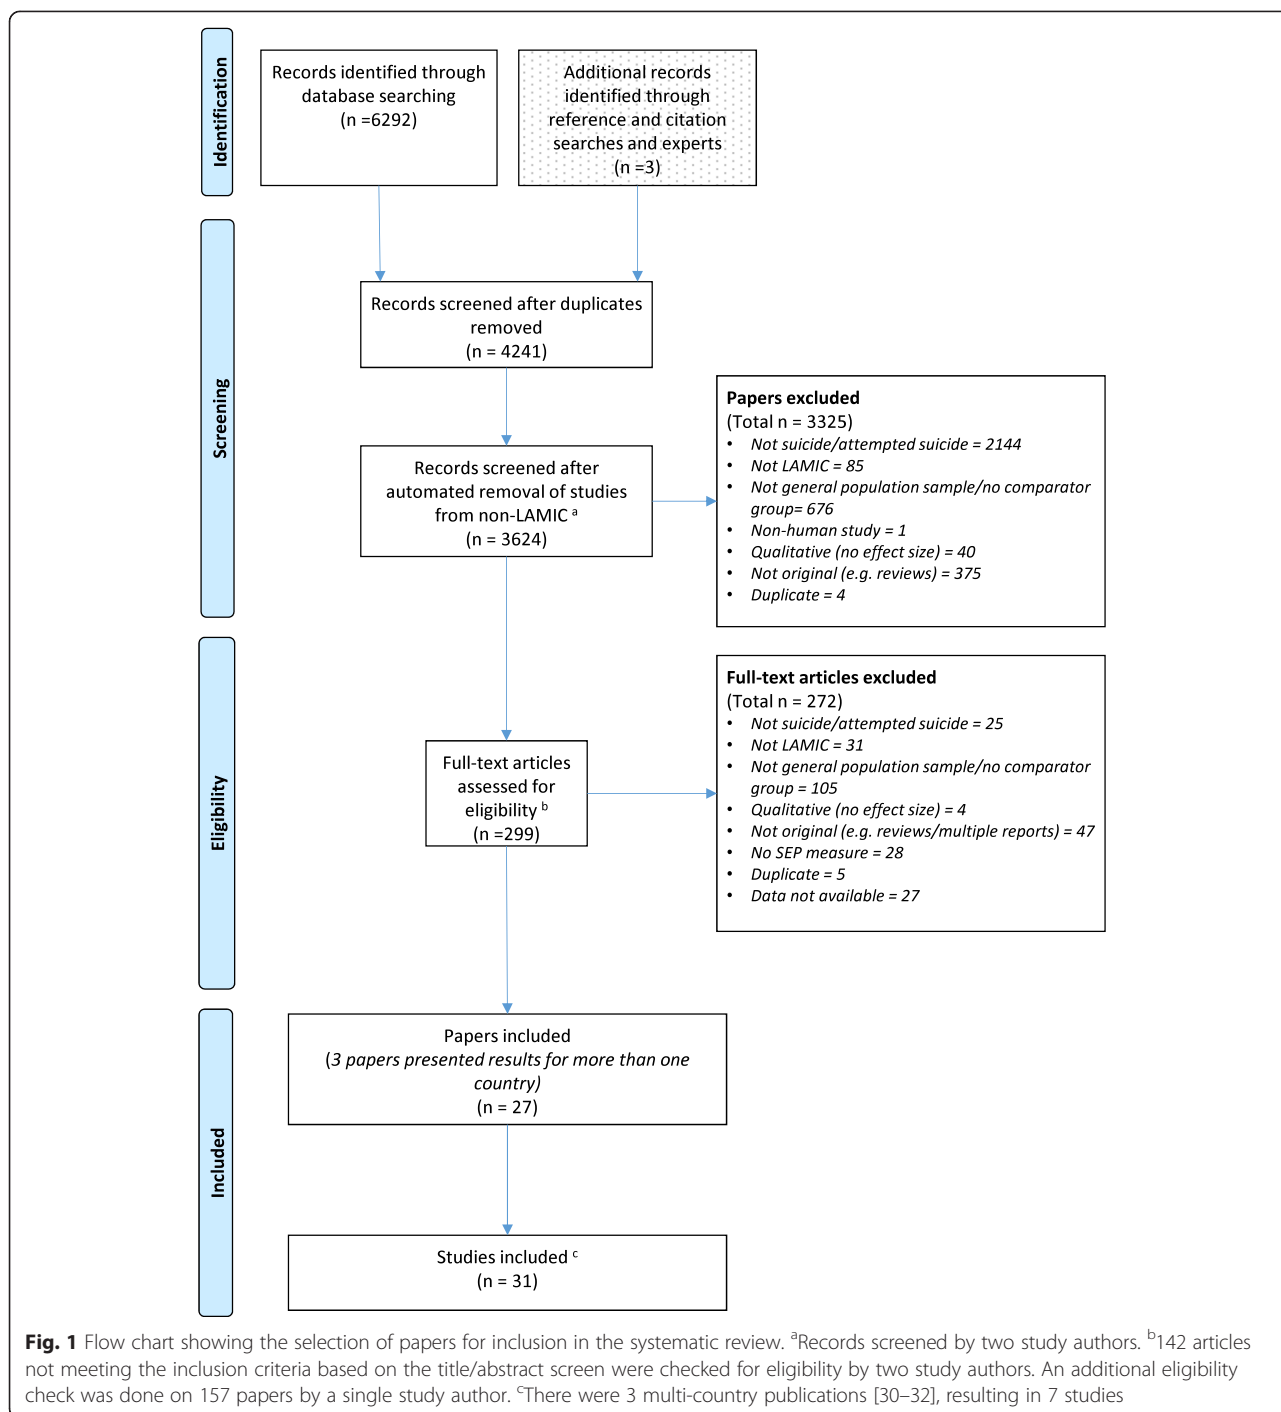 Identification
Records identified through
database searching
(n =6292)
Additional records
identified through
reference and citation
searches and experts
(n =3)
Screening
Records screened after duplicates
removed
(n = 4241)
Records screened after
automated removal of studies
from non-LAMIC a
(n = 3624)
Papers excluded
(Total n = 3325)
• Not suicide/attempted suicide = 2144
• Not LAMIC = 85
• Not general population sample/no comparator
group= 676
• Non-human study = 1
• Qualitative (no effect size) = 40
• Not original (e.g. reviews) = 375
• Duplicate = 4
Eligibility
Full-text articles
assessed for
eligibility b
(n =299)
Full-text articles excluded
(Total n = 272)
• Not suicide/attempted suicide = 25
• Not LAMIC = 31
• Not general population sample/no comparator
group = 105
• Qualitative (no effect size) = 4
• Not original (e.g. reviews/multiple reports) = 47
• No SEP measure = 28
• Duplicate = 5
• Data not available = 27
Included
Papers included
(3 papers presented results for more than one
country)
(n = 27)
Studies included c
(n = 31)
Fig. 1 Flow chart showing the selection of papers for inclusion in the systematic review. aRecords screened by two study authors. b142 articles
not meeting the inclusion criteria based on the title/abstract screen were checked for eligibility by two study authors. An additional eligibility
check was done on 157 papers by a single study author. cThere were 3 multi-country publications [30–32], resulting in 7 studies